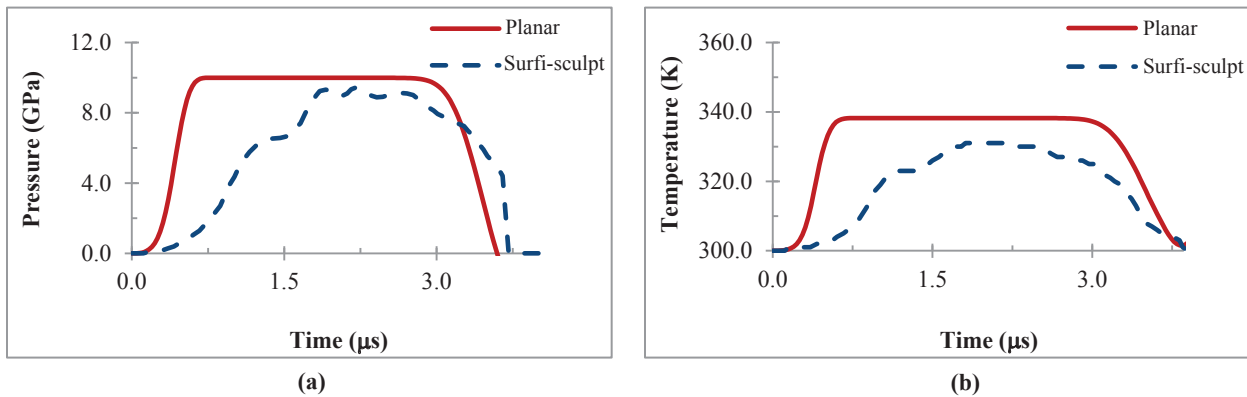 Planar
Surfi-sculpt
12.0
8.0
4.0
0.0
Pressure (GPa)
0.0 1.5 3.0
Time (μs)
(a)
Planar
Surfi-sculpt
360.0
340.0
320.0
300.0
Temperature (K)
0.0 1.5 3.0
Time (μs)
(b)